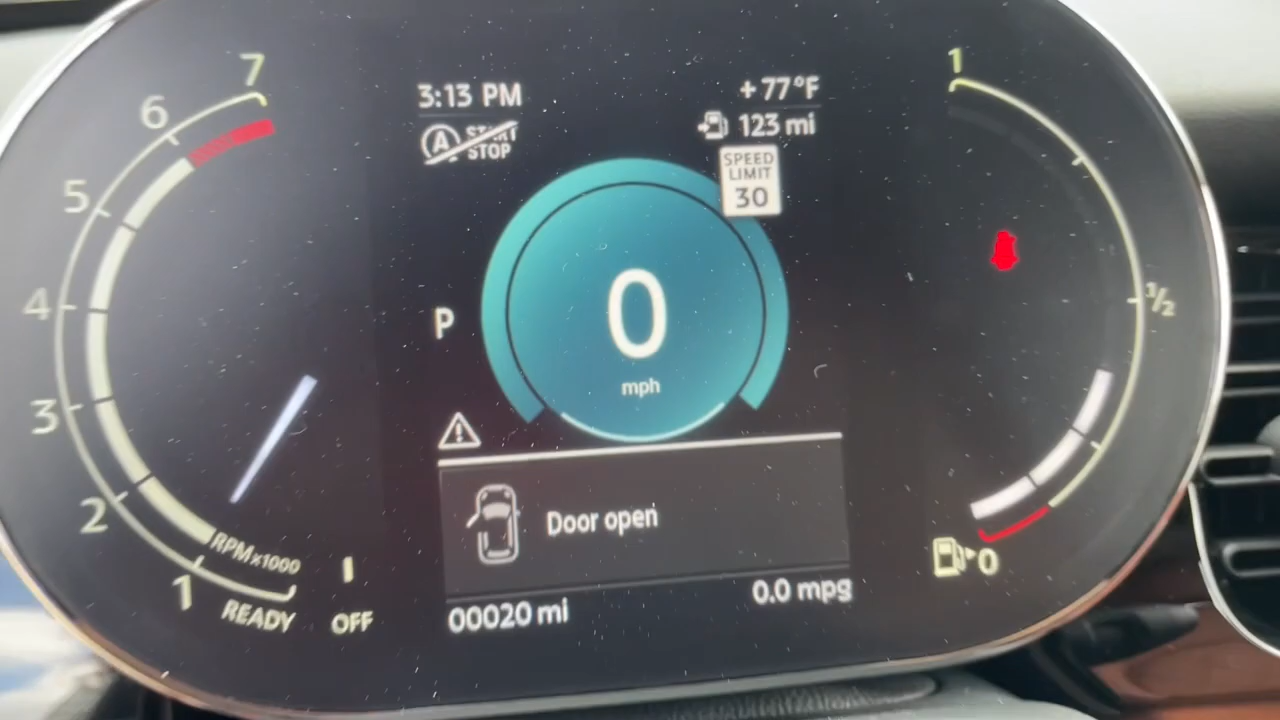 7
6
5
4
3
2
1
RPM x1000
READY
OFF
3:13 PM
A START STOP
+77°F
123 mi
SPEED
LIMIT
30
P
0
mph
Door open
00020 mi
0.0 mpg
1
1/2
0